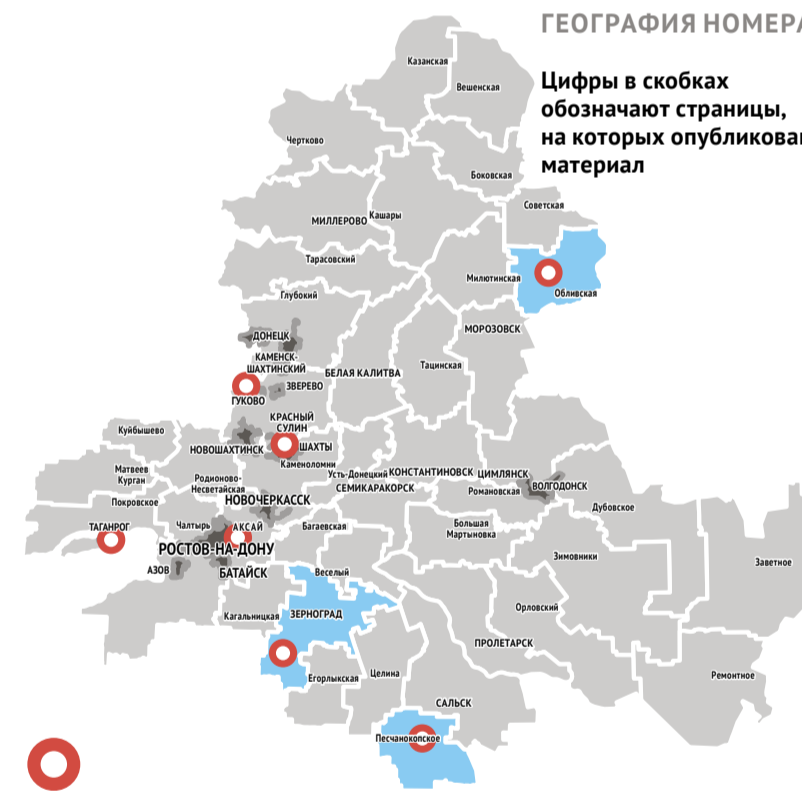 ГЕОГРАФИЯ НОМЕРА
Цифры в скобках
обозначают страницы,
на которых опубликован
материал
Казанская
Вешенская
Чертково
Боковская
Советская
МИЛЛЕРОВО
Кашары
Тарасовский
Милютинская
Обливская
Глубокий
МОРОЗОВСК
ДОНЕЦК
КАМЕНСК-
ШАХТИНСКИЙ
БЕЛАЯ КАЛИТВА
Тацинская
ЗВЕРЕВО
ГУКОВО
КРАСНЫЙ
СУЛИН
Куйбышево
НОВОШАХТИНСК
ШАХТЫ
Каменоломни
Матвеев
Курган
Родионово-
Несветайская
Усть-Донецкий
КОНСТАНТИНОВСК
ЦИМЛЯНСК
СЕМИКАРАКОРСК
Романовская
ВОЛГОДОНСК
Покровское
НОВОЧЕРКАССК
Дубовское
ТАГАНРОГ
Чалтырь
АКСАЙ
Багаевская
Большая
Мартыновка
РОСТОВ-НА-ДОНУ
Зимовники
Заветное
АЗОВ
БАТАЙСК
Веселый
Кагальницкая
ЗЕРНОГРАД
Орловский
ПРОЛЕТАРСК
Егорлыкская
Целина
Ремонтное
САЛЬСК
Песчанокопское